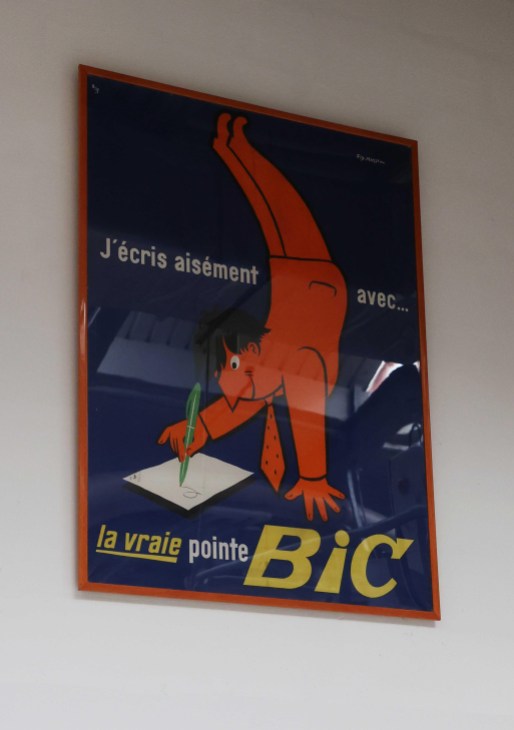 J'écris aisément
avec...
la vraie pointe
BiC